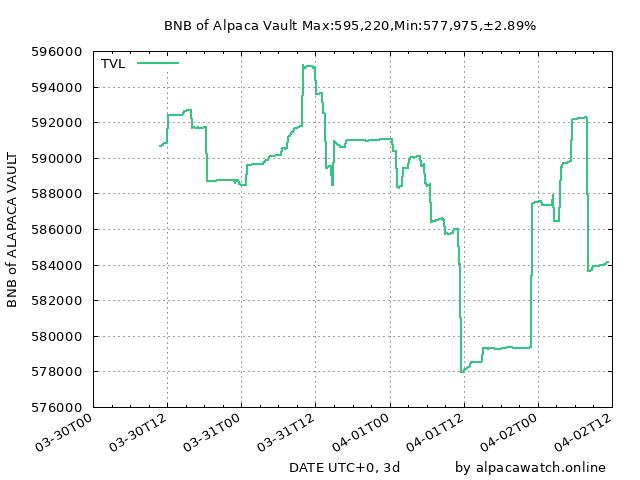 BNB of Alpaca Vault Max:595,220,Min:577,975,±2.89%
TVL
596000
594000
592000
590000
588000
586000
584000
582000
580000
578000
576000
BNB of ALAPACA VAULT
03-30T00
03-30T12
03-31T00
03-31T12
04-01T00
04-01T12
04-02T00
04-02T12
DATE UTC+0, 3d
by alpacawatch.online